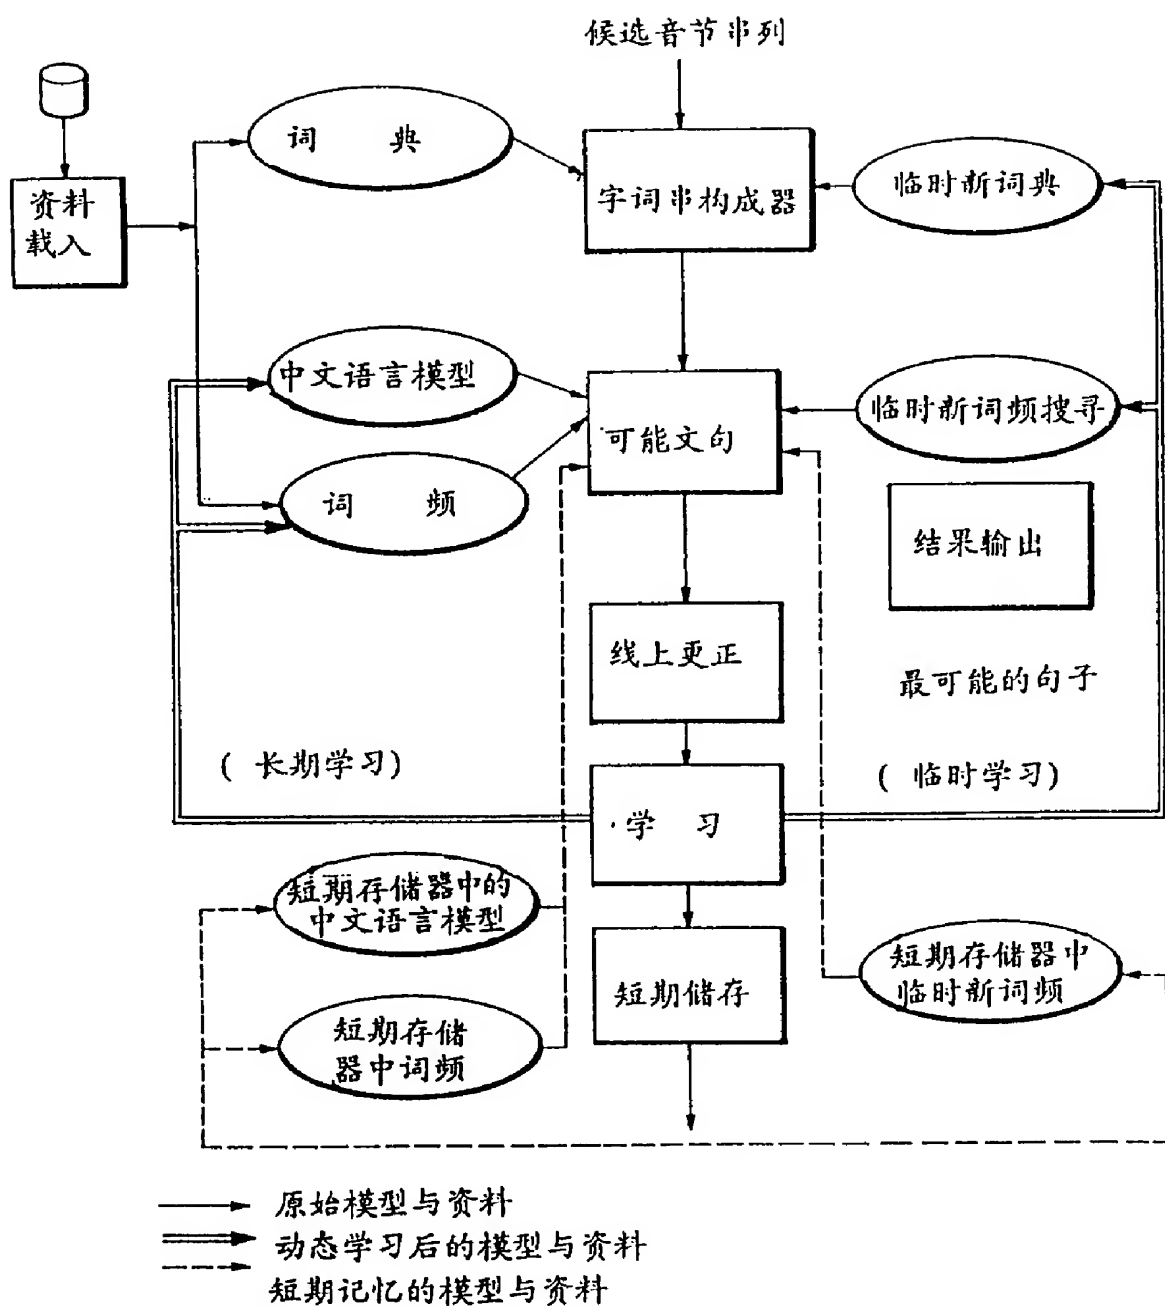 候选音节串列
词 典
资料
载入
字词串构成器
临时新词典
中文语言模型
可能文句
临时新词频搜寻
词 频
结果输出
线上更正
最可能的句子
(长期学习)
(临时学习)
学 习
短期存储器中的
中文语言模型
短期储存
短期存储器中
临时新词频
短期存储
器中词频
原始模型与资料
动态学习后的模型与资料
短期记忆的模型与资料